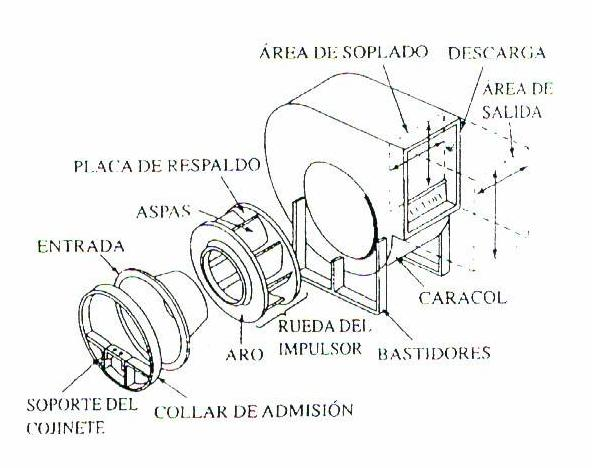 ÁREA DE SOPLADO
DESCARGA
ÁREA DE
SALIDA
PLACA DE RESPALDO
ASPAS
ENTRADA
CARACOL
RUEDA DEL
IMPULSOR
ARO
BASTIDORES
SOPORTE DEL
COJINETE
COLLAR DE ADMISIÓN